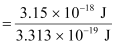 = 3.15 × 10⁻¹⁸ J
3.313 × 10⁻¹⁹ J